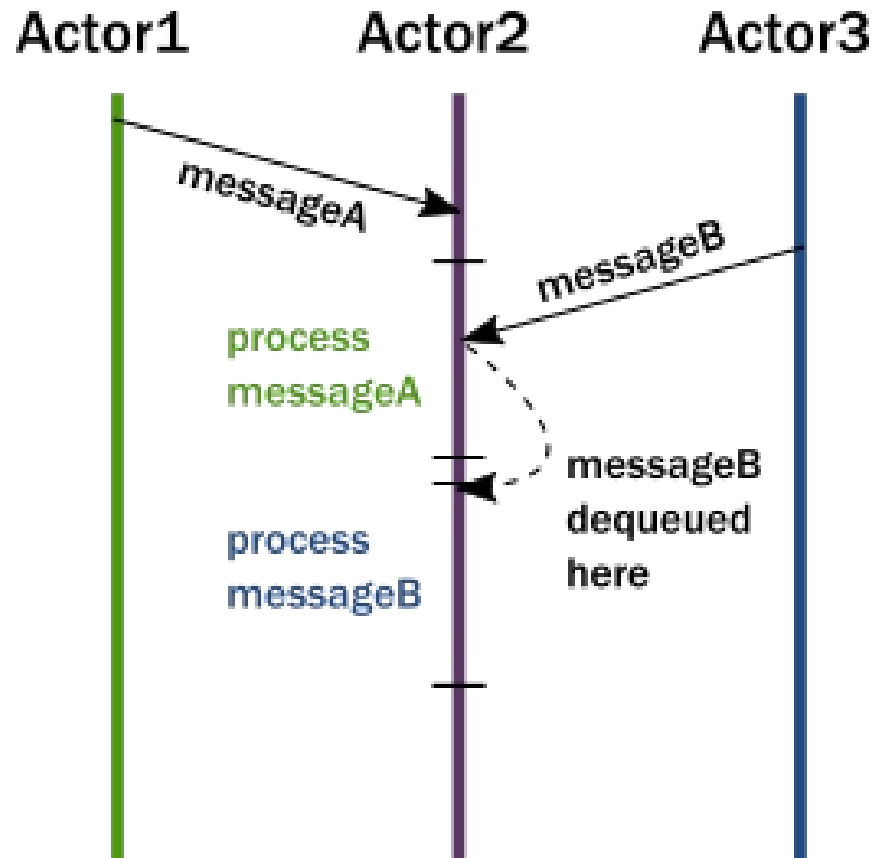 Actor1
Actor2
Actor3
messageA
messageB
process
messageA
messageB
dequeued
here
process
messageB